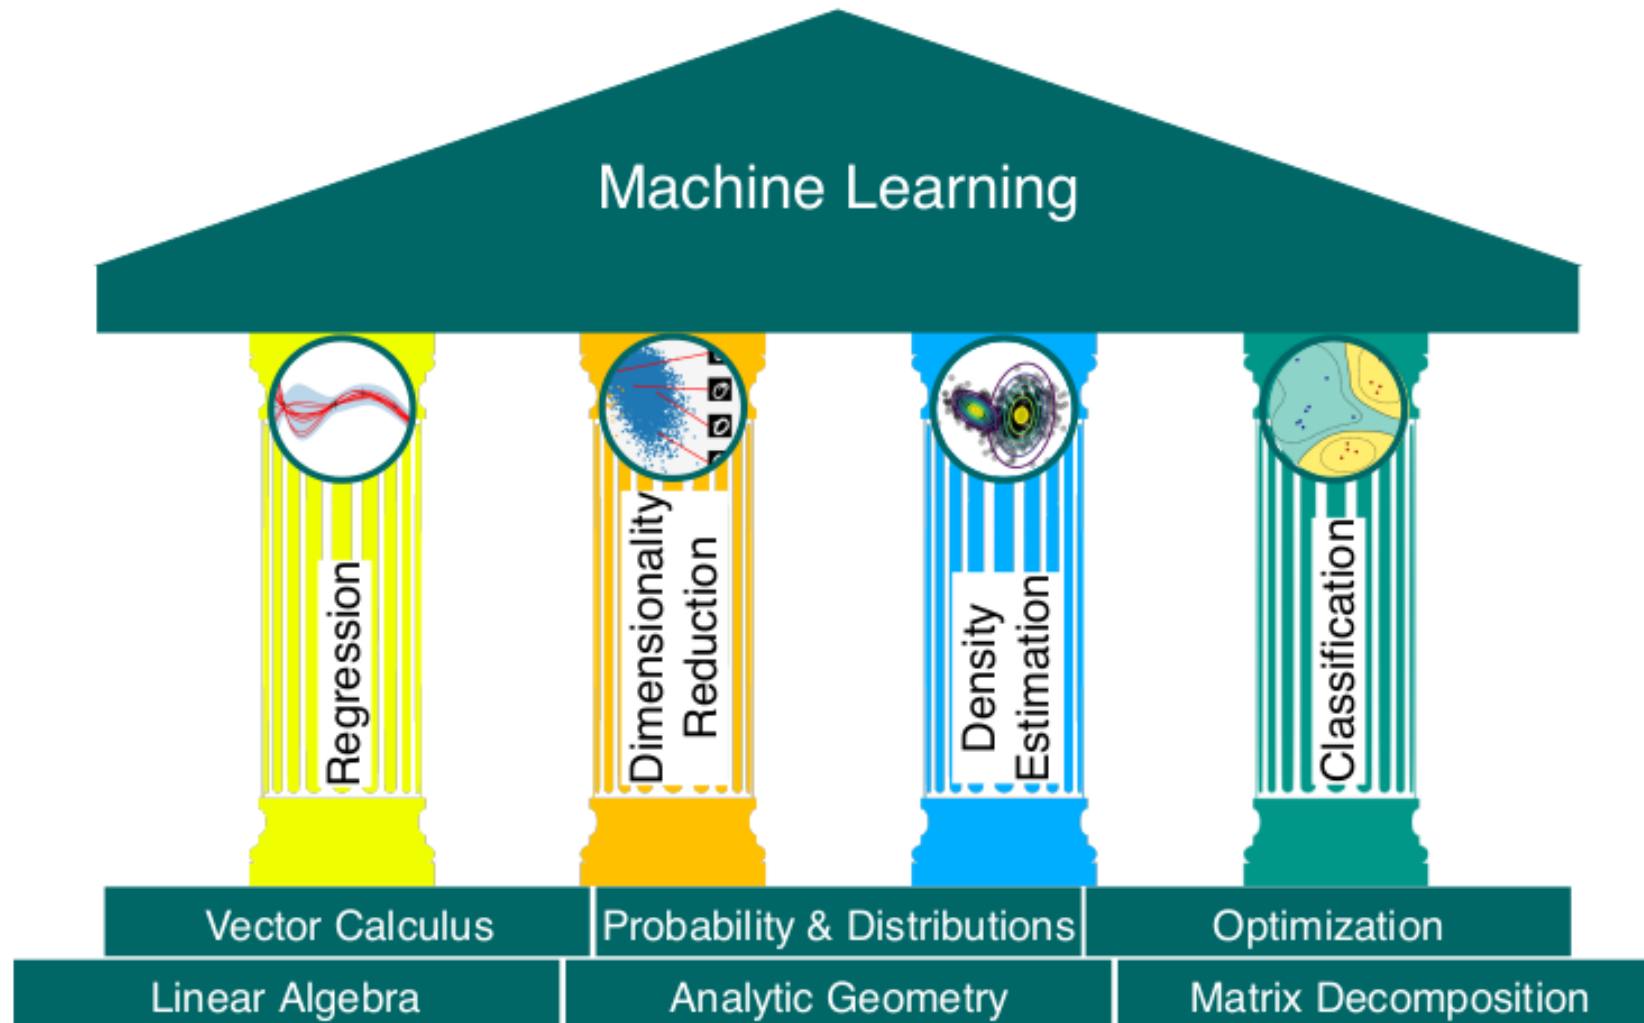 Machine Learning
Regression
Dimensionality
Reduction
Density
Estimation
Classification
Vector Calculus
Probability & Distributions
Optimization
Linear Algebra
Analytic Geometry
Matrix Decomposition